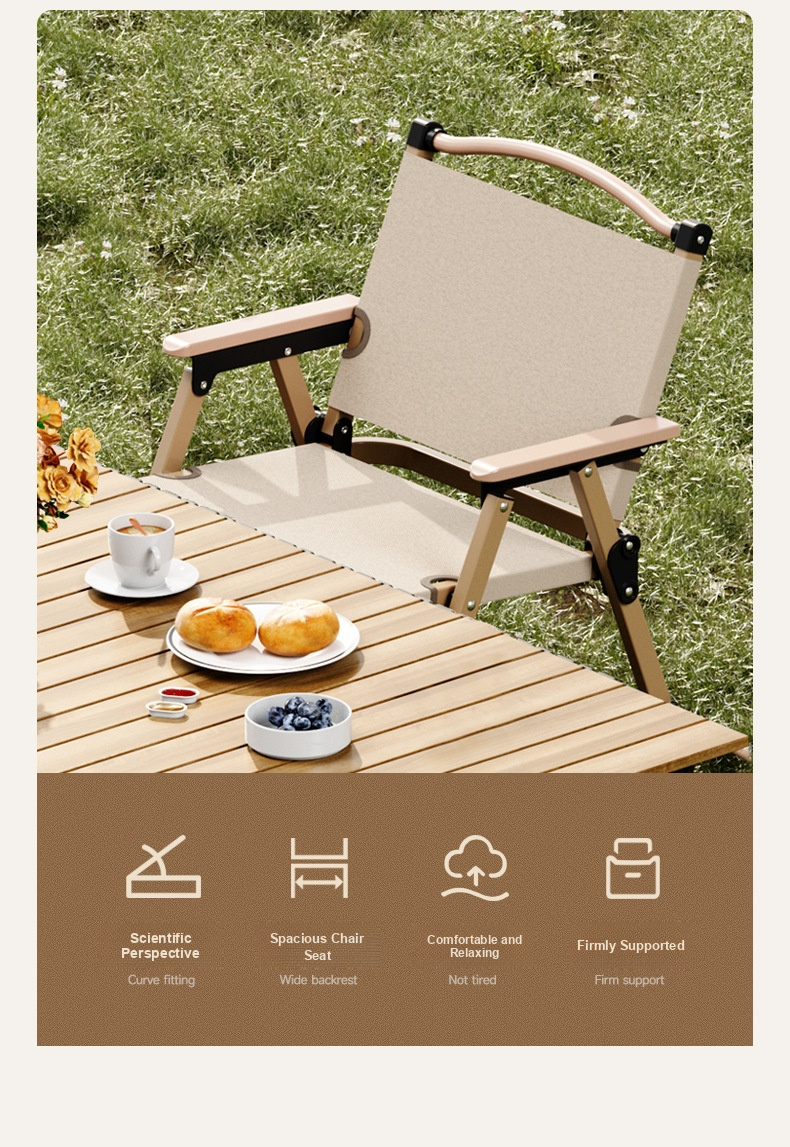 Scientific
Perspective
Curve fitting
Spacious Chair
Seat
Wide backrest
Comfortable and
Relaxing
Not tired
Firmly Supported
Firm support